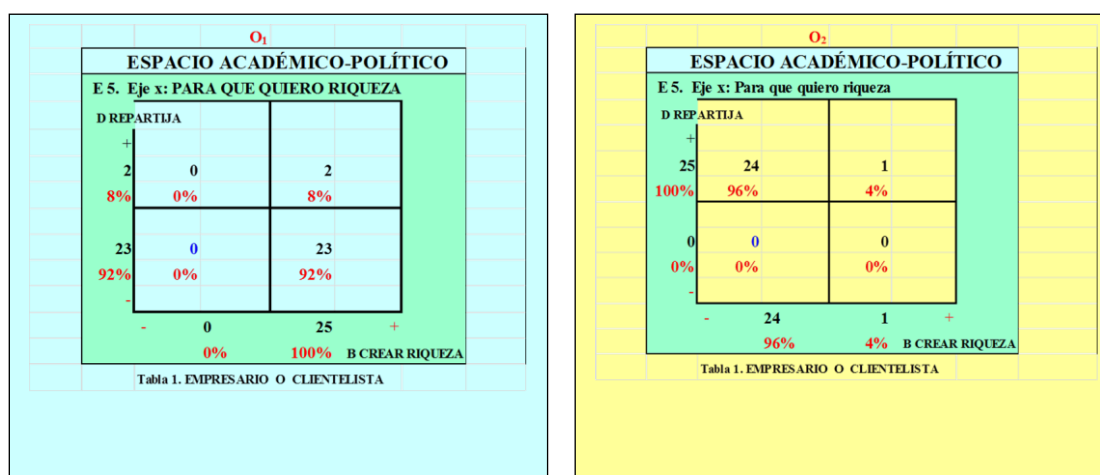 O₁
ESPACIO ACADÉMICO-POLÍTICO
E 5. Eje x: PARA QUE QUIERO RIQUEZA
D REPARTIJA
+
2 0 2
8% 0% 8%
23 0 23
92% 0% 92%
-
- 0 25 +
0% 100% B CREAR RIQUEZA
Tabla 1. EMPRESARIO O CLIENTELISTA
O₂
ESPACIO ACADÉMICO-POLÍTICO
E 5. Eje x: Para que quiero riqueza
D REPARTIJA
+
25 24 1
100% 96% 4%
0 0 0
0% 0% 0%
-
- 24 1 +
96% 4% B CREAR RIQUEZA
Tabla 1. EMPRESARIO O CLIENTELISTA